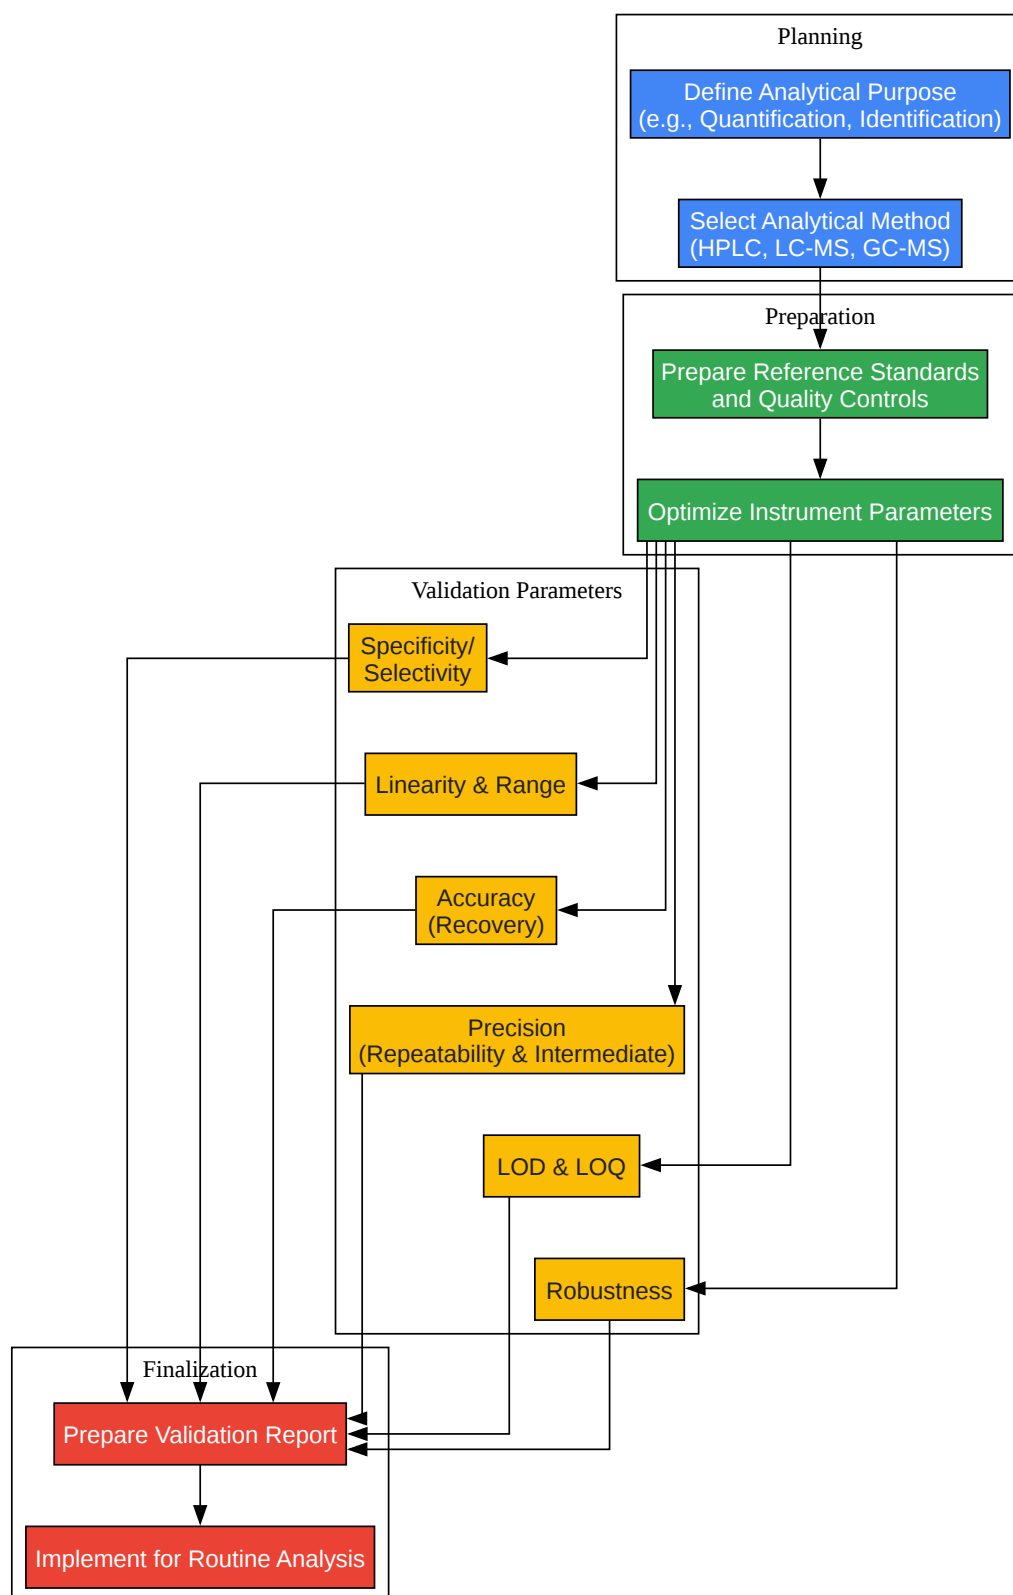 Planning
Define Analytical Purpose
(e.g., Quantification, Identification)
Select Analytical Method
(HPLC, LC-MS, GC-MS)
Preparation
Prepare Reference Standards
and Quality Controls
Optimize Instrument Parameters
Validation Parameters
Specificity/
Selectivity
Linearity & Range
Accuracy
(Recovery)
Precision
(Repeatability & Intermediate)
LOD & LOQ
Robustness
Finalization
Prepare Validation Report
Implement for Routine Analysis